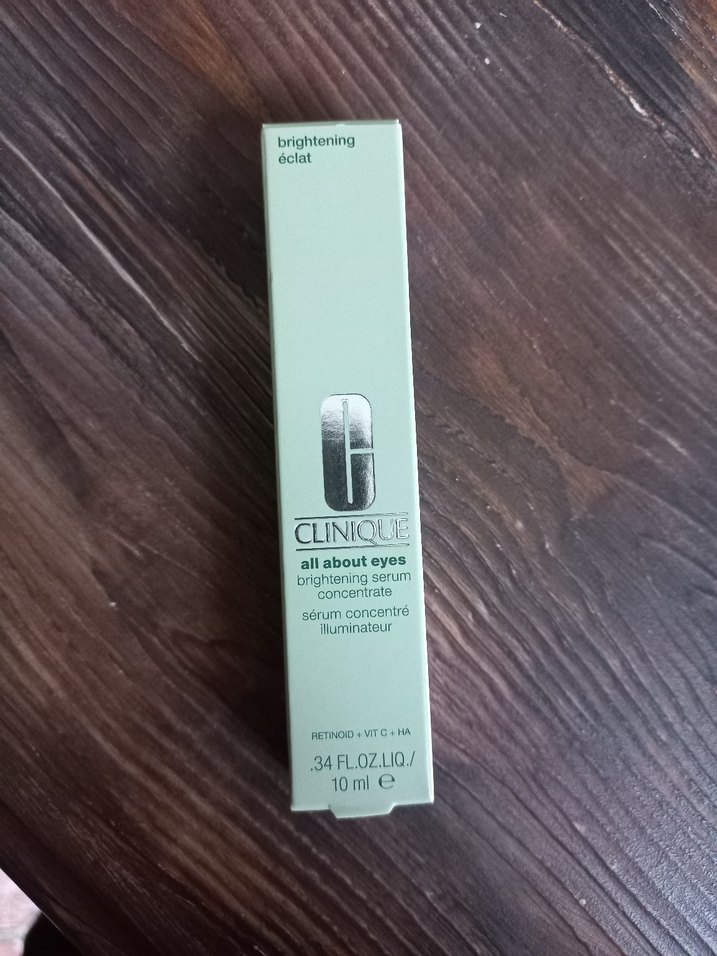 brightening
éclat
CLINIQUE
all about eyes
brightening serum
concentrate
sérum concentré
illuminateur
RETINOID + VIT C + HA
.34 FL.OZ.LIQ./
10 ml ℮